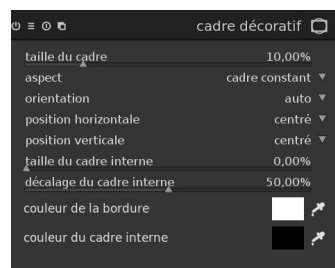 cadre décoratif
taille du cadre 10,00%
aspect cadre constant
orientation auto
position horizontale centré
position verticale centré
taille du cadre interne 0,00%
décalage du cadre interne 50,00%
couleur de la bordure
couleur du cadre interne